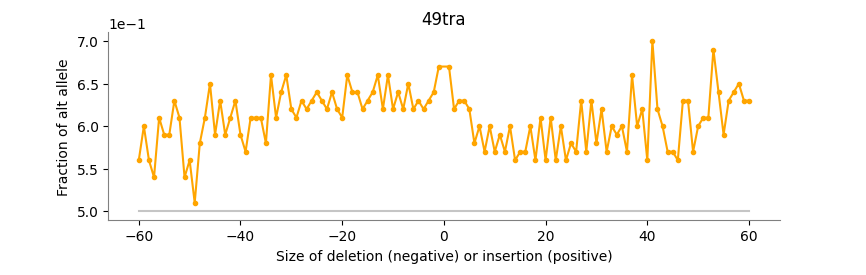 49tra
1e−1
7.0
6.5
6.0
5.5
5.0
Fraction of alt allele
−60 −40 −20 0 20 40 60
Size of deletion (negative) or insertion (positive)